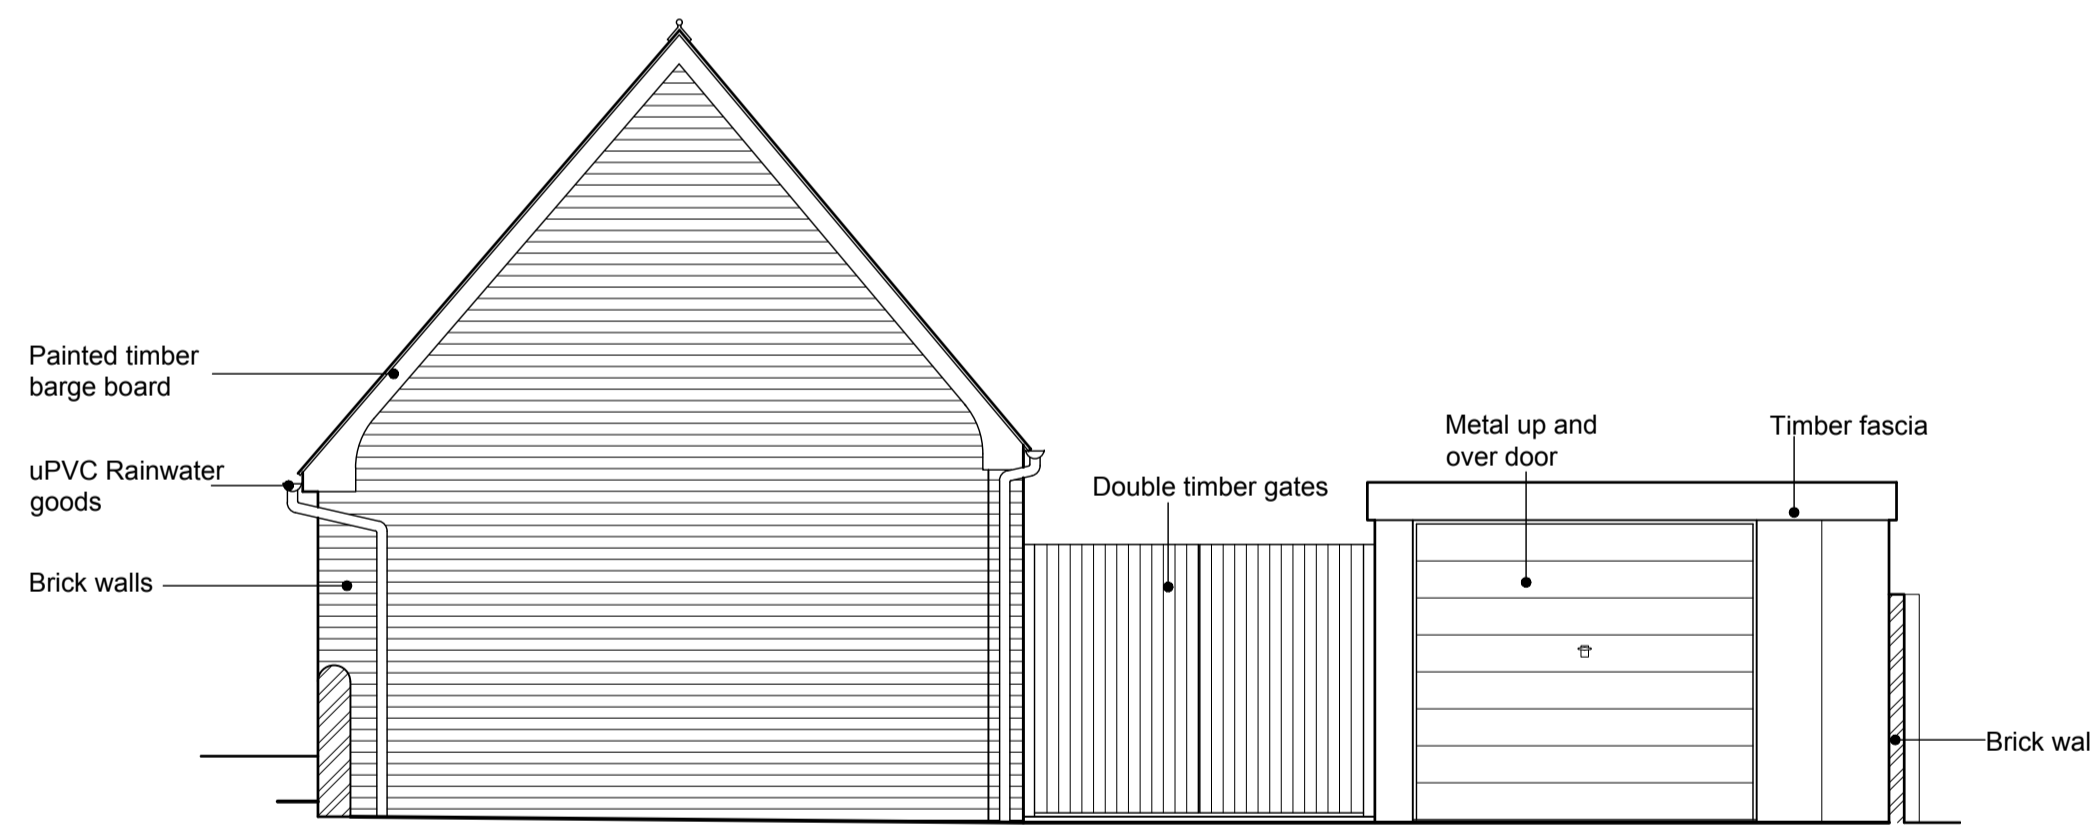 Painted timber
barge board
uPVC Rainwater
goods
Brick walls
Double timber gates
Metal up and
over door
Timber fascia
Brick wal